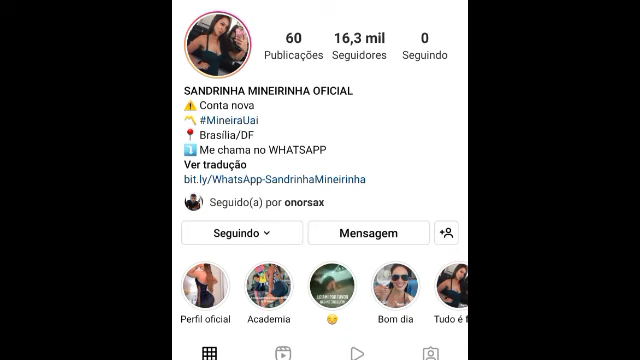 60 16,3 mil 0
Publicações Seguidores Seguindo
SANDRINHA MINEIRINHA OFICIAL
⚠️ Conta nova
〽️ #MineiraUai
📍 Brasília/DF
⤵️ Me chama no WHATSAPP
Ver tradução
bit.ly/WhatsApp-SandrinhaMineirinha
Seguido(a) por onorsax
Seguindo Mensagem
Perfil oficial Academia 😔 Bom dia Tudo é f